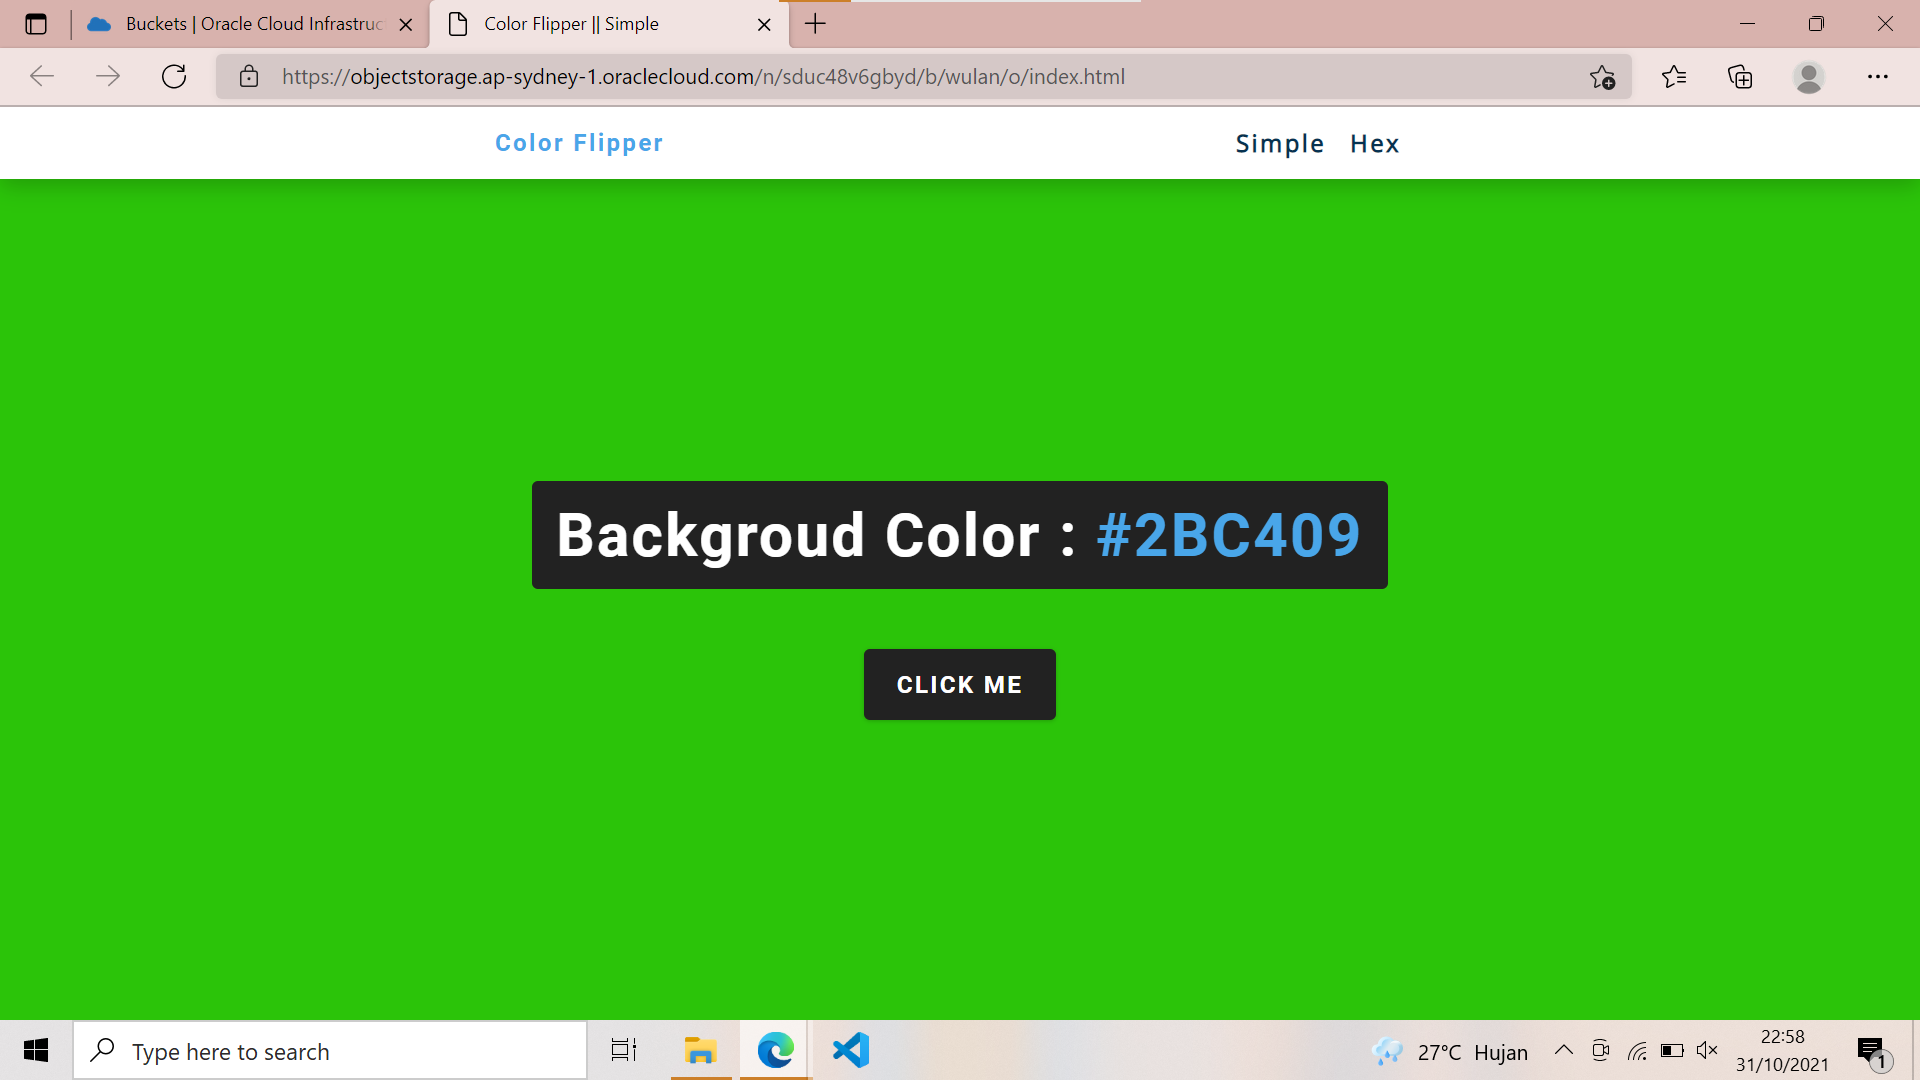 Buckets | Oracle Cloud Infrastruc
Color Flipper || Simple
https://objectstorage.ap-sydney-1.oraclecloud.com/n/sduc48v6gbyd/b/wulan/o/index.html
Color Flipper
Simple Hex
Backgroud Color : #2BC409
CLICK ME
Type here to search
27°C Hujan
22:58
31/10/2021
1